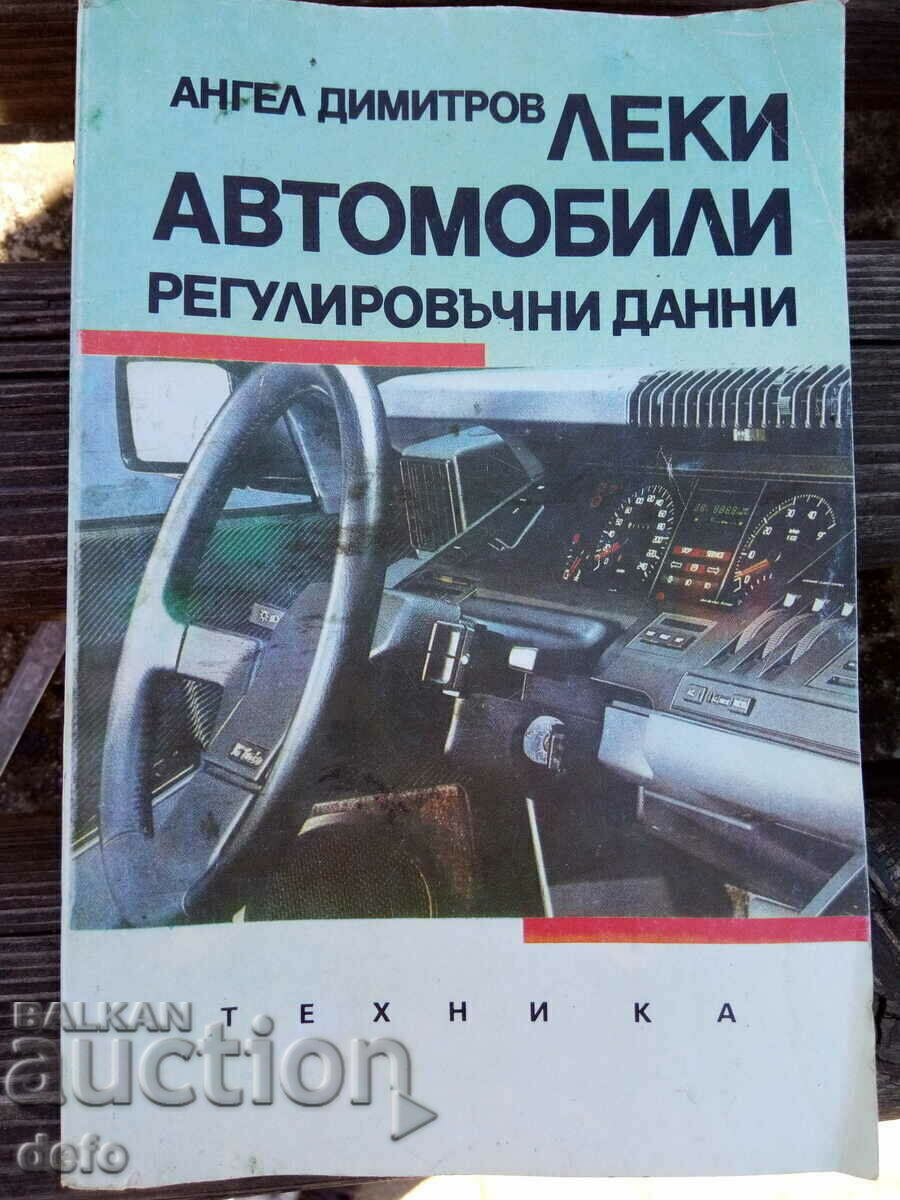 АНГЕЛ ДИМИТРОВ ЛЕКИ
АВТОМОБИЛИ
РЕГУЛИРОВЪЧНИ ДАННИ
ТЕХНИКА
BALKAN
auction
defo